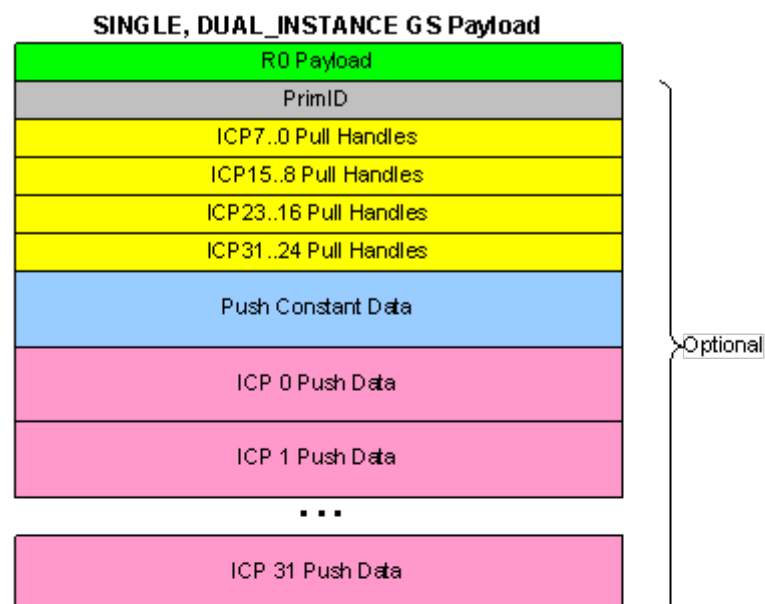 SINGLE, DUAL_INSTANCE GS Payload
R0 Payload
PrimID
ICP7..0 Pull Handles
ICP15..8 Pull Handles
ICP23..16 Pull Handles
ICP31..24 Pull Handles
Push Constant Data
Optional
ICP 0 Push Data
ICP 1 Push Data
...
ICP 31 Push Data